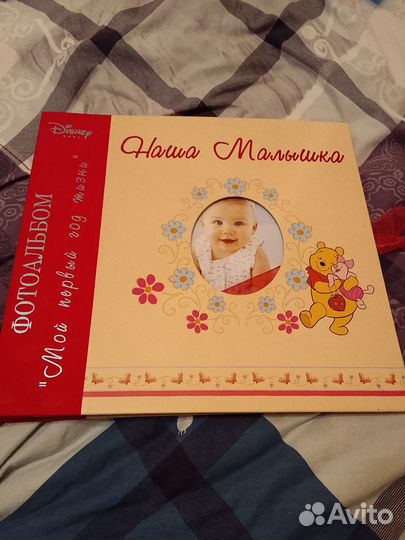 Disney
Наша Малышка
ФОТОАЛЬБОМ
"Мой первый год жизни"
Avito